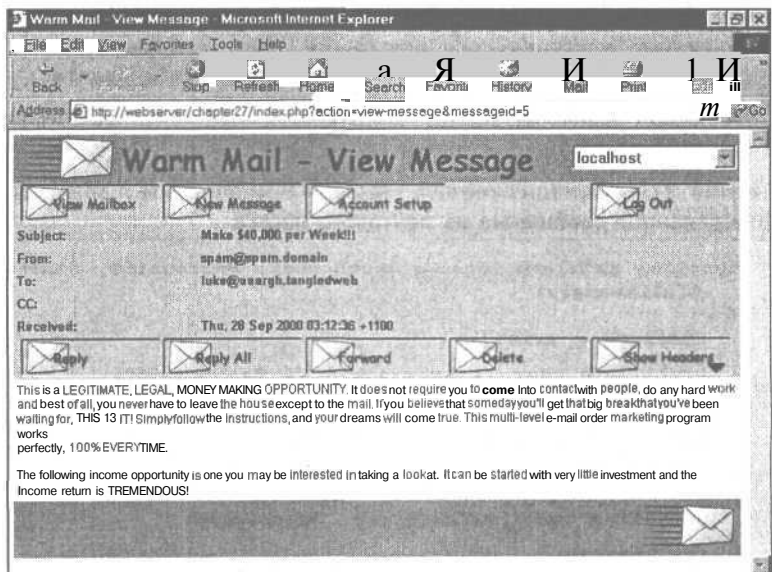 Warm Mail - View Message - Microsoft Internet Explorer
File Edit View Favorites Tools Help
а Я И 1 И
Back Stop Refresh Home Search Favorit History Mail Print ill
Address http://webserver/chapter27/index.php?action=view-message&messageid=5 m Go
Warm Mail - View Message localhost
View Mailbox New Message Account Setup Log Out
Subject: Make $40,000 per Week!!!
From: spam@spam.domain
To: luke@aaargh.tangledweb
CC:
Received: Thu, 28 Sep 2000 03:12:36 +1100
Reply Reply All Forward Delete Show Headers
This is a LEGITIMATE, LEGAL, MONEY MAKING OPPORTUNITY. It does not require you to come Into contact with people, do any hard work
and best of all, you never have to leave the house except to the mail. If you believe that someday you'll get that big break that you've been
waiting for, THIS 13 IT! Simply follow the instructions, and your dreams will come true. This multi-level e-mail order marketing program
works
perfectly, 100% EVERY TIME.
The following income opportunity is one you may be interested in taking a look at. It can be started with very little investment and the
Income return is TREMENDOUS!